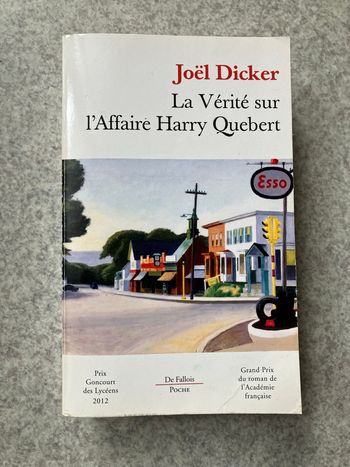 Joël Dicker
La Vérité sur
l'Affaire Harry Quebert
Esso
Prix
Goncourt
des Lycéens
2012
De Fallois
POCHE
Grand Prix
du roman de
l'Académie
française